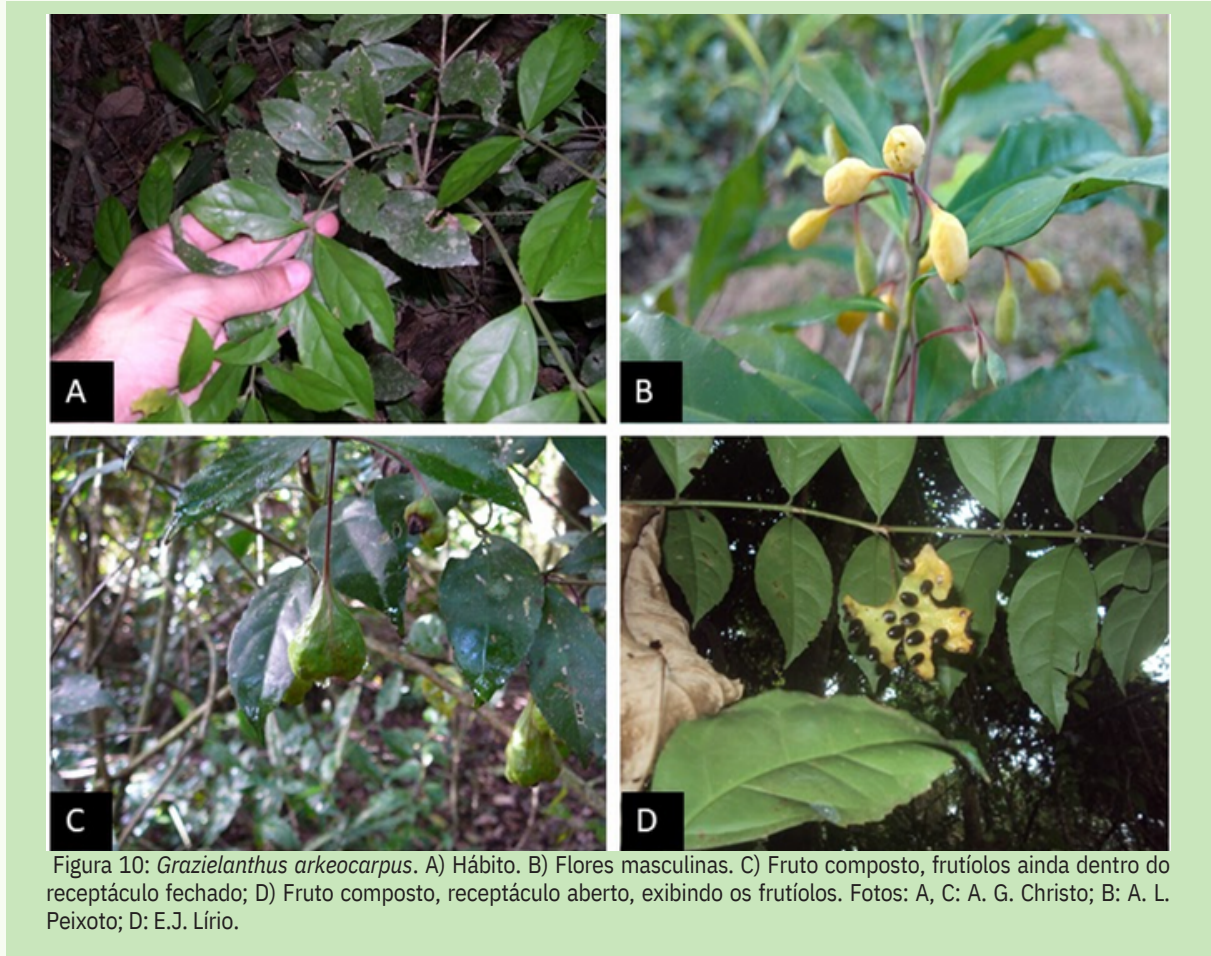 A
B
C
D
Figura 10: Grazielanthus arkeocarpus. A) Hábito. B) Flores masculinas. C) Fruto composto, frutíolos ainda dentro do
receptáculo fechado; D) Fruto composto, receptáculo aberto, exibindo os frutíolos. Fotos: A, C: A. G. Christo; B: A. L.
Peixoto; D: E.J. Lírio.